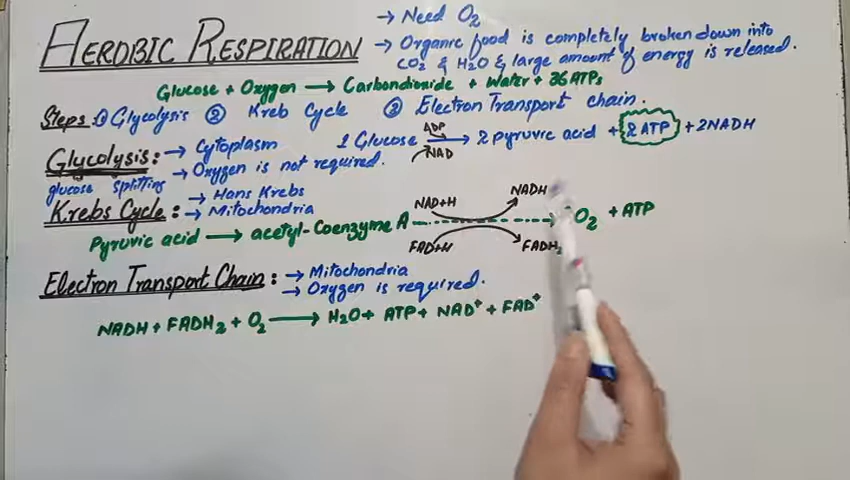 AEROBIC RESPIRATION
→ Need O2
→ Organic food is completely broken down into
CO2 & H2O & large amount of energy is released.
Glucose + Oxygen → Carbondioxide + Water + 36 ATPs
Steps ① Glycolysis ② Kreb Cycle ③ Electron Transport chain.
Glycolysis: → Cytoplasm
→ Oxygen is not required.
glucose splitting
1 Glucose → 2 pyruvic acid + 2 ATP + 2NADH
ADP
NAD
Krebs Cycle: → Hans Krebs
→ Mitochondria
Pyruvic acid → acetyl-Coenzyme A → O2 + ATP
NAD+H NADH
FAD+H FADH2
Electron Transport Chain: → Mitochondria
→ Oxygen is required.
NADH + FADH2 + O2 → H2O + ATP + NAD+ + FAD+